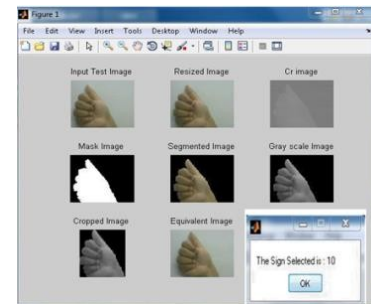 Figure 1
File Edit View Insert Tools Desktop Window Help
Input Test Image Resized Image Cr image
Mask Image Segmented Image Gray scale Image
Cropped Image Equivalent Image
The Sign Selected is : 10
OK